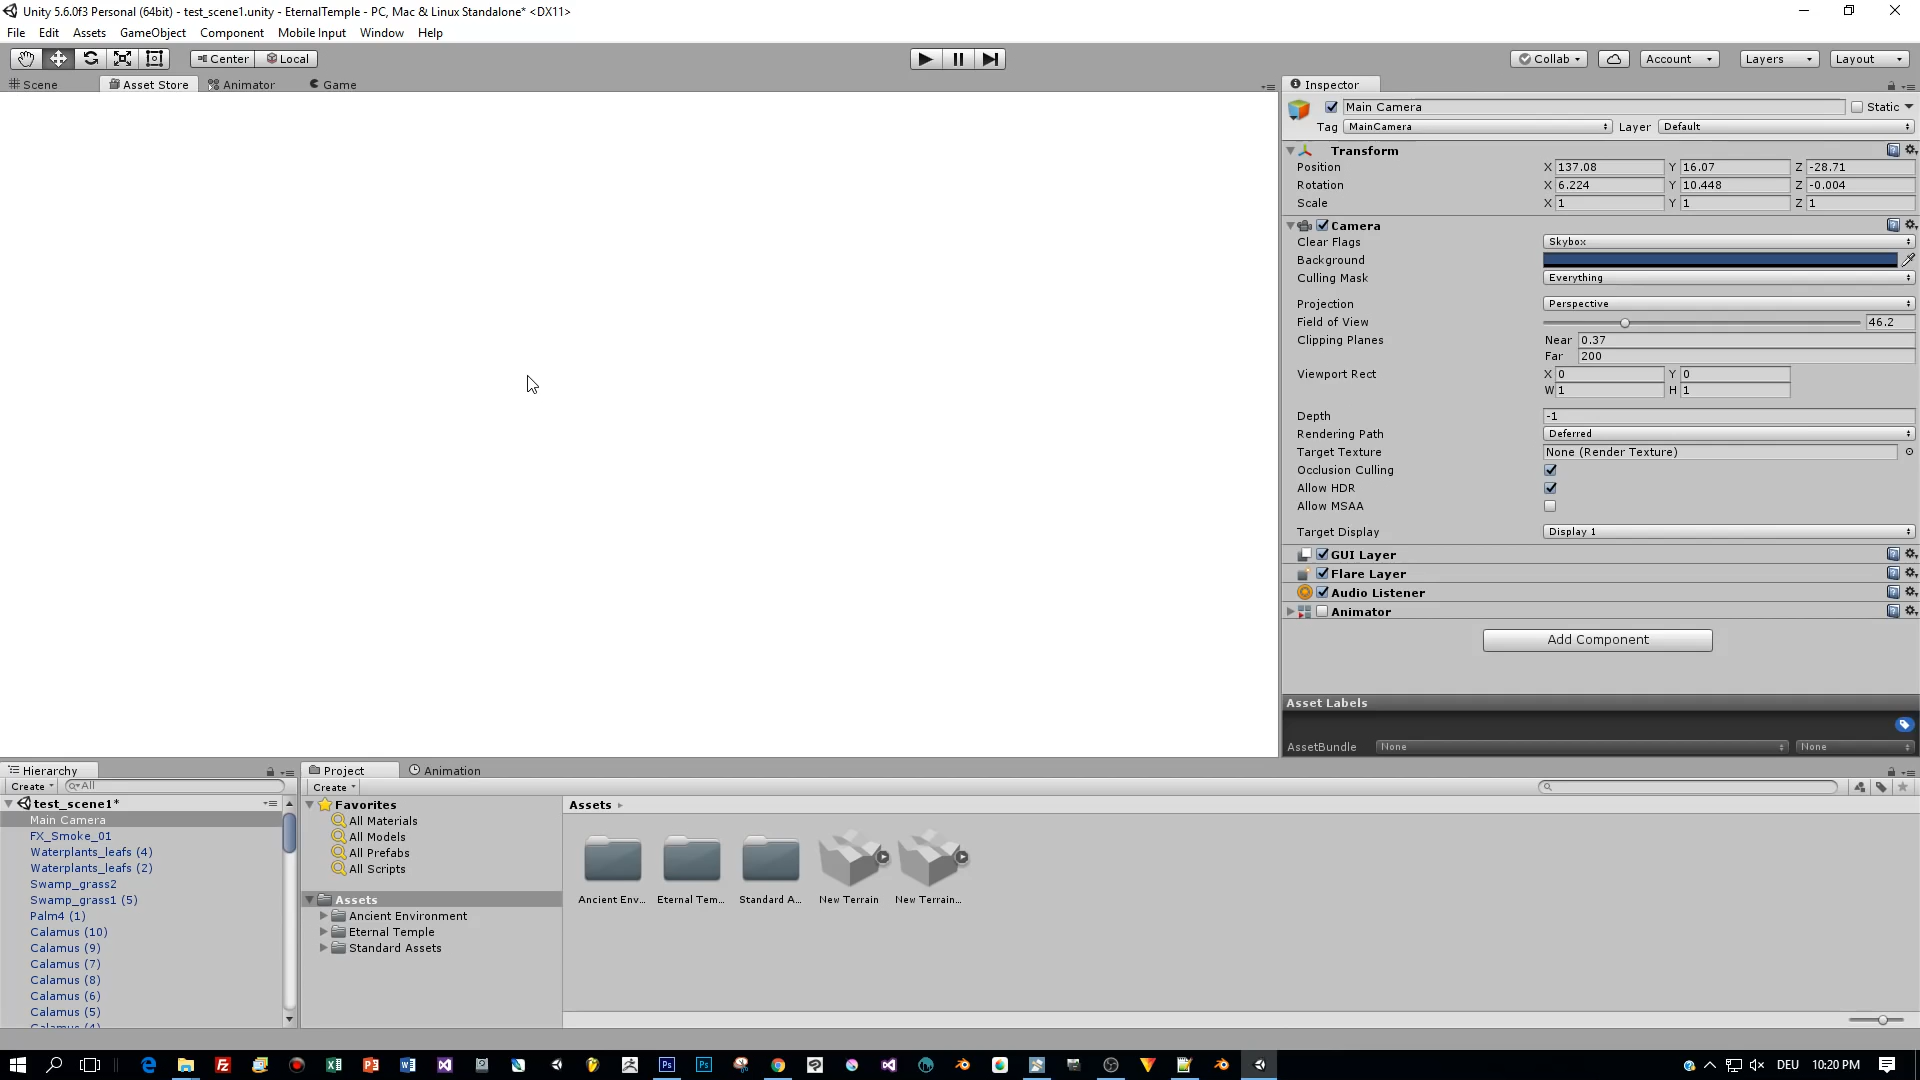 Unity 5.6.0f3 Personal (64bit) - test_scene1.unity - EternalTemple - PC, Mac & Linux Standalone* <DX11>
File Edit Assets GameObject Component Mobile Input Window Help
Center Local Collab Account Layers Layout
Scene Asset Store Animator Game Inspector
Main Camera Static
Tag MainCamera Layer Default
Transform
Position X 137.08 Y 16.07 Z -28.71
Rotation X 6.224 Y 10.448 Z -0.004
Scale X 1 Y 1 Z 1
Camera
Clear Flags Skybox
Background
Culling Mask Everything
Projection Perspective
Field of View 46.2
Clipping Planes Near 0.37
Far 200
Viewport Rect X 0 Y 0
W 1 H 1
Depth -1
Rendering Path Deferred
Target Texture None (Render Texture)
Occlusion Culling
Allow HDR
Allow MSAA
Target Display Display 1
GUI Layer
Flare Layer
Audio Listener
Animator
Add Component
Asset Labels
AssetBundle None None
Hierarchy
Create All
test_scene1*
Main Camera
FX_Smoke_01
Waterplants_leafs (4)
Waterplants_leafs (2)
Swamp_grass2
Swamp_grass1 (5)
Palm4 (1)
Calamus (10)
Calamus (9)
Calamus (7)
Calamus (8)
Calamus (6)
Calamus (5)
Calamus (4)
Project Animation
Create
Favorites
All Materials
All Models
All Prefabs
All Scripts
Assets
Ancient Environment
Eternal Temple
Standard Assets
Assets
Ancient Env... Eternal Tem... Standard A... New Terrain New Terrain...
DEU 10:20 PM